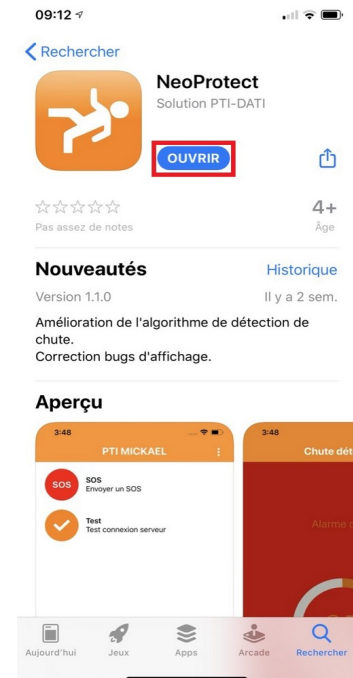 09:12
Rechercher
NeoProtect
Solution PTI-DATI
OUVRIR
4+
Pas assez de notes
Âge
Nouveautés
Historique
Version 1.1.0
Il y a 2 sem.
Amélioration de l'algorithme de détection de
chute.
Correction bugs d'affichage.
Aperçu
3:48
PTI MICKAEL
SOS
SOS
Envoyer un SOS
Test
Test connexion serveur
3:48
Chute dét
Alarme
Aujourd'hui
Jeux
Apps
Arcade
Rechercher